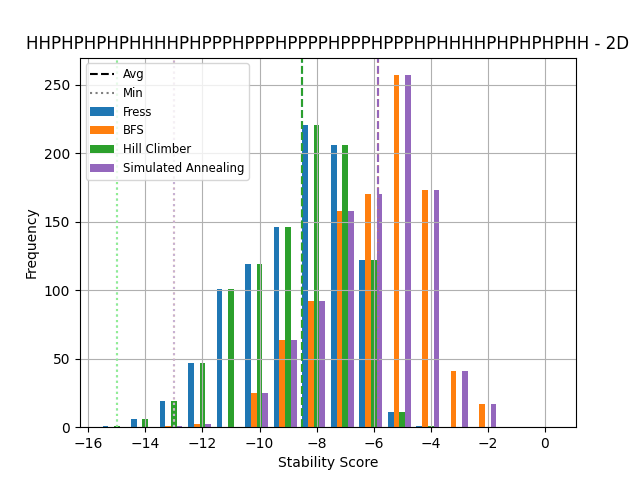 HHPHPHPHPHHHHPHPPPHPPPHPPPPHPPPHPPPHPHHHHPHPHPHPHH - 2D
Avg
Min
Fress
BFS
Hill Climber
Simulated Annealing
250
200
150
100
50
0
Frequency
−16 −14 −12 −10 −8 −6 −4 −2 0
Stability Score